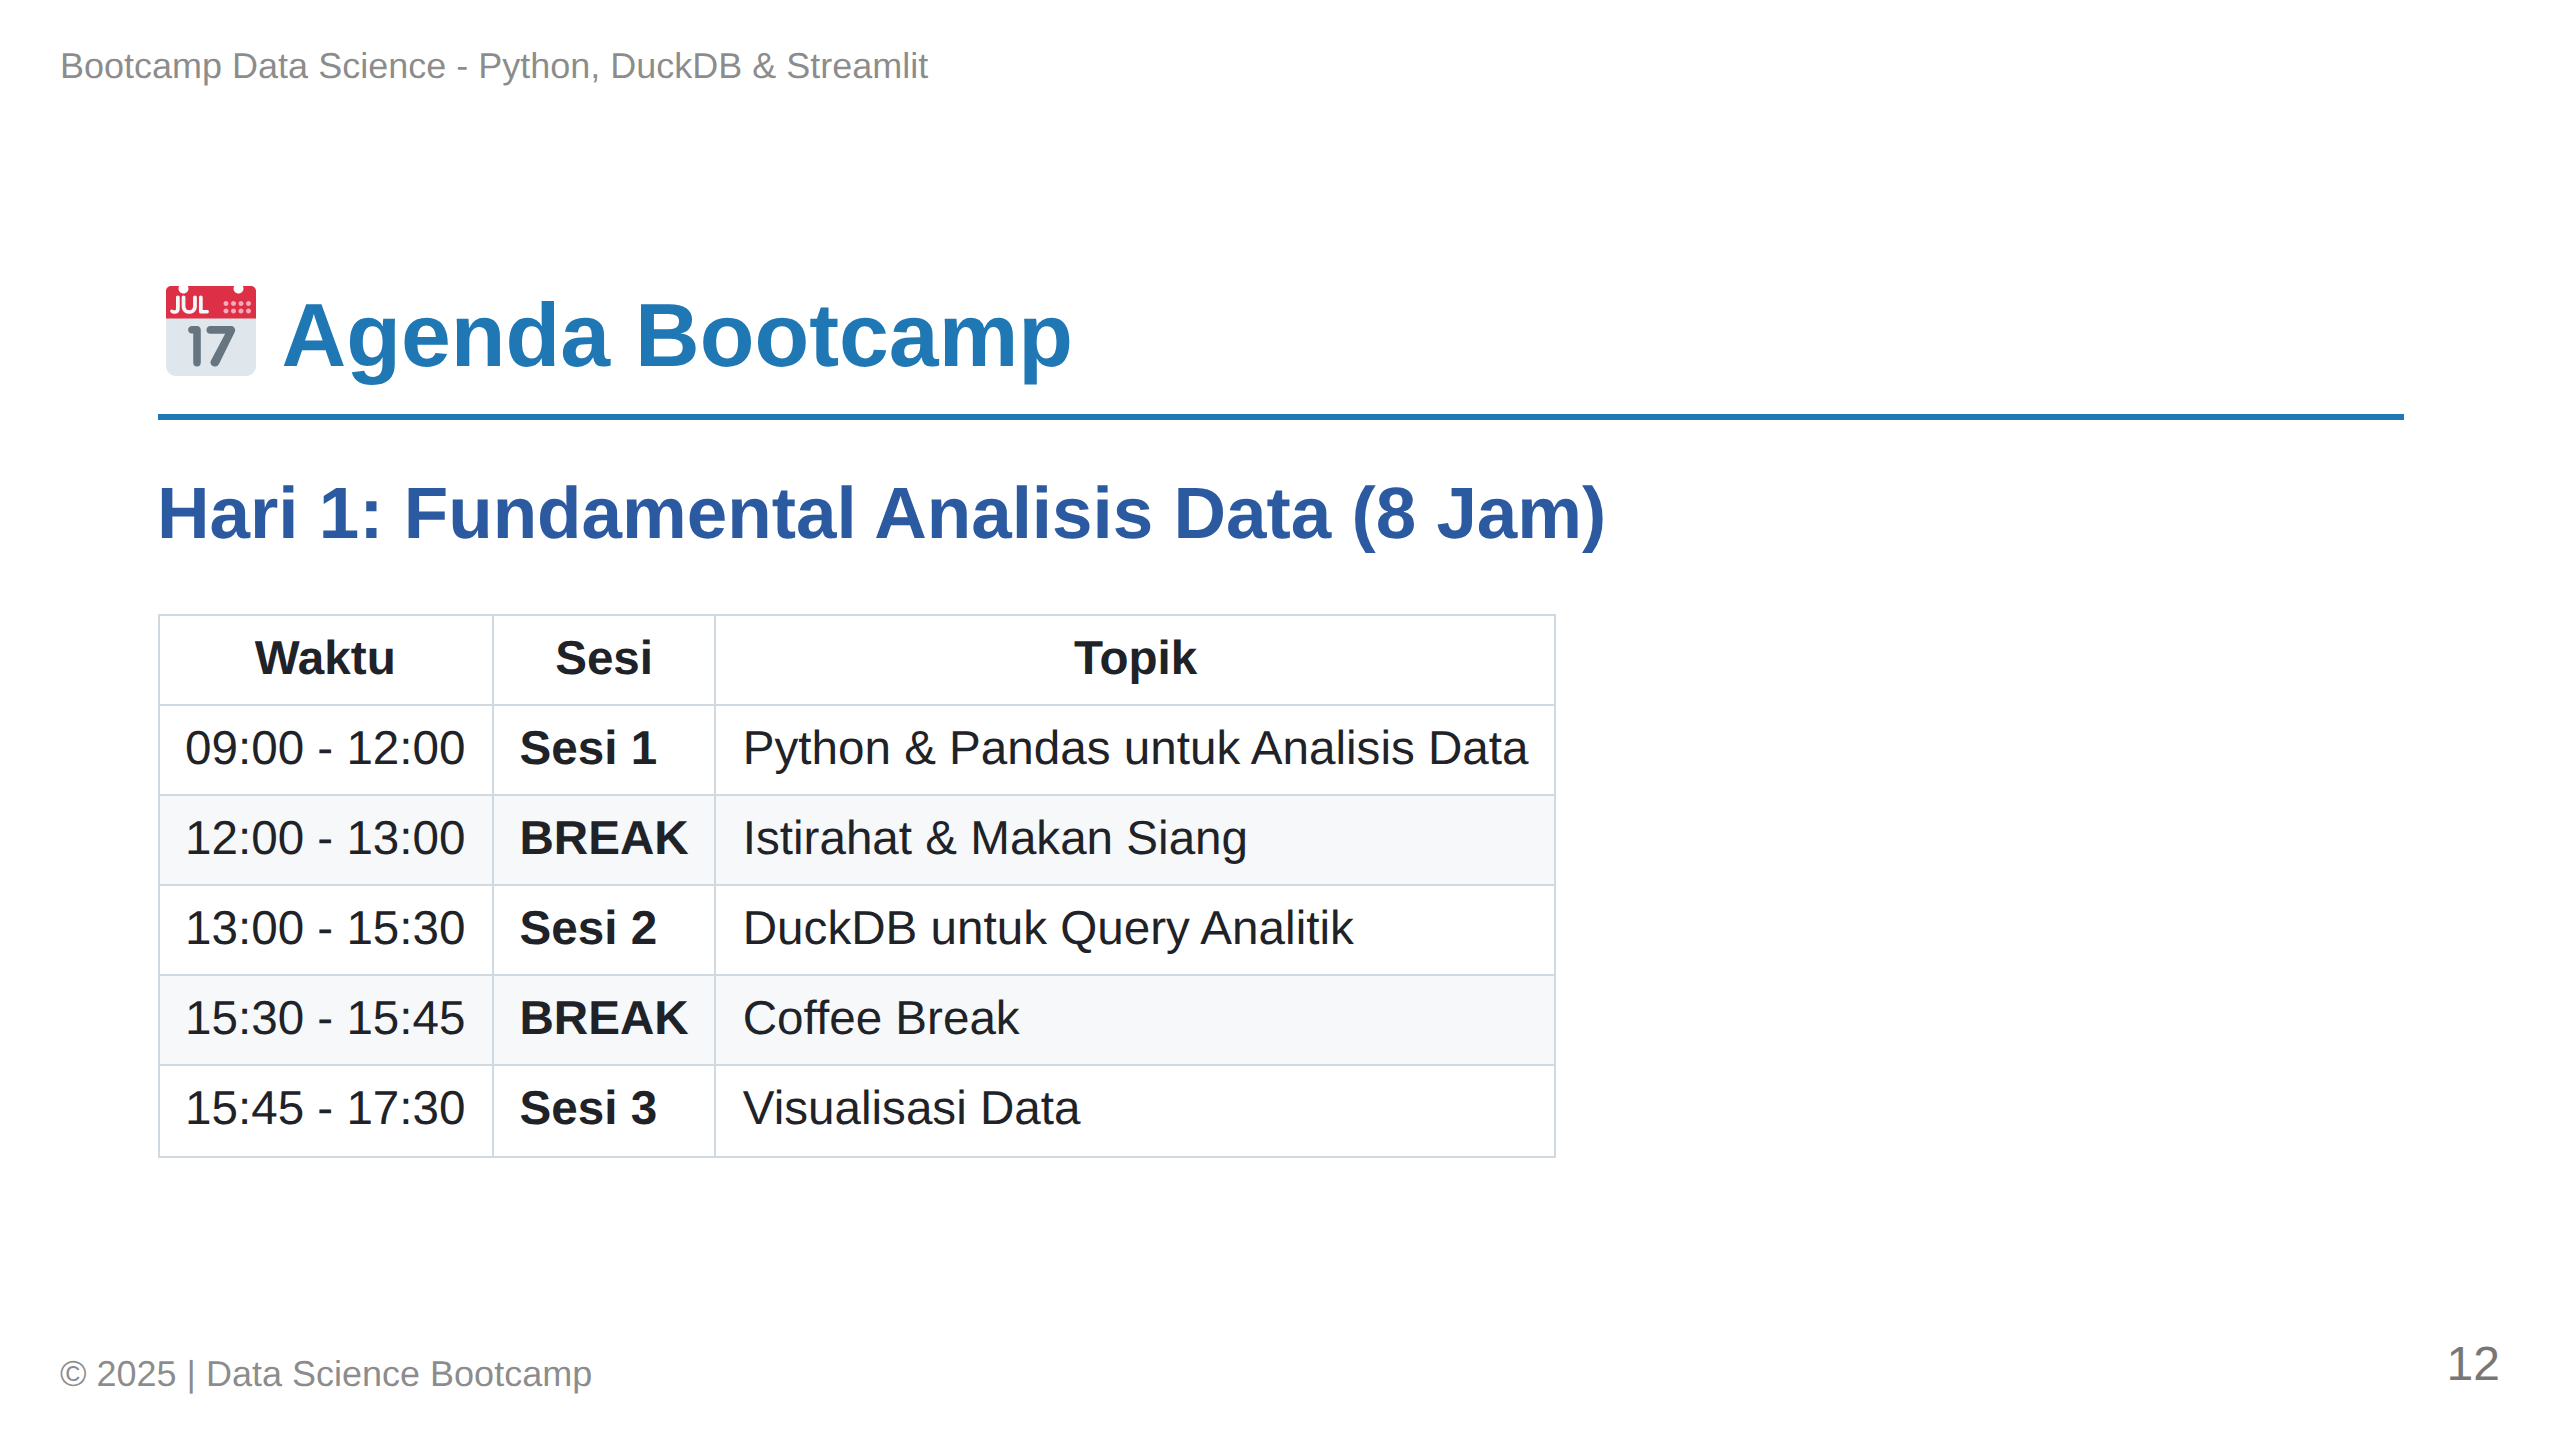 Bootcamp Data Science - Python, DuckDB & Streamlit
JUL
17
Agenda Bootcamp
Hari 1: Fundamental Analisis Data (8 Jam)
Waktu Sesi Topik
09:00 - 12:00 Sesi 1 Python & Pandas untuk Analisis Data
12:00 - 13:00 BREAK Istirahat & Makan Siang
13:00 - 15:30 Sesi 2 DuckDB untuk Query Analitik
15:30 - 15:45 BREAK Coffee Break
15:45 - 17:30 Sesi 3 Visualisasi Data
© 2025 | Data Science Bootcamp
12